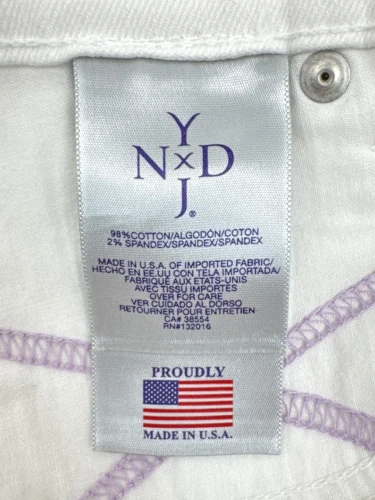 Y
N x D
J®
98%COTTON/ALGODÓN/COTON
2% SPANDEX/SPANDEX/SPANDEX
MADE IN U.S.A. OF IMPORTED FABRIC/
HECHO EN EE.UU CON TELA IMPORTADA/
FABRIQUÉ AUX ETATS-UNIS
AVEC TISSU IMPORTÉS
OVER FOR CARE
VER CUIDADO AL DORSO
RETOURNER POUR ENTRETIEN
CA# 38554
RN#132016
PROUDLY
MADE IN U.S.A.